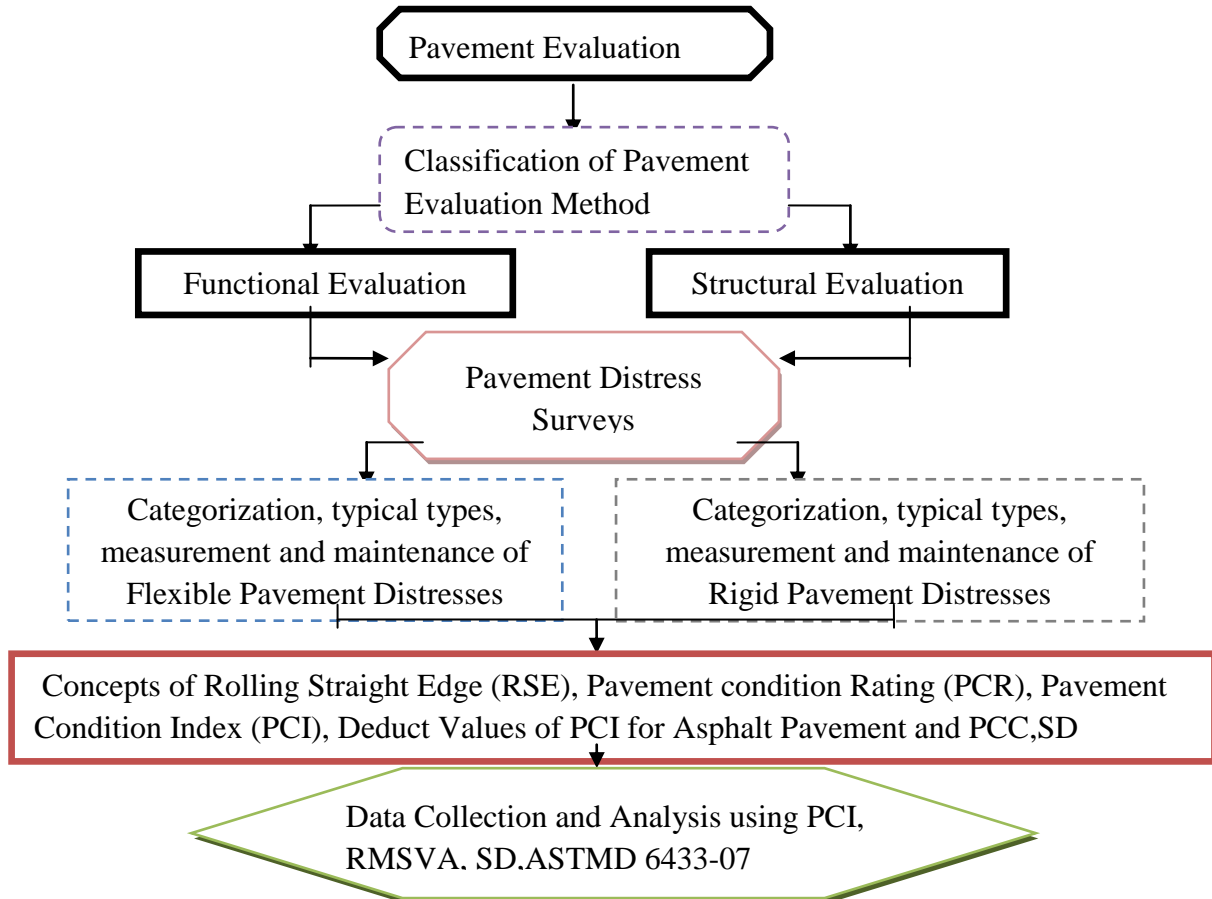 Pavement Evaluation
Classification of Pavement
Evaluation Method
Functional Evaluation
Structural Evaluation
Pavement Distress
Surveys
Categorization, typical types,
measurement and maintenance of
Flexible Pavement Distresses
Categorization, typical types,
measurement and maintenance of
Rigid Pavement Distresses
Concepts of Rolling Straight Edge (RSE), Pavement condition Rating (PCR), Pavement
Condition Index (PCI), Deduct Values of PCI for Asphalt Pavement and PCC,SD
Data Collection and Analysis using PCI,
RMSVA, SD,ASTMD 6433-07